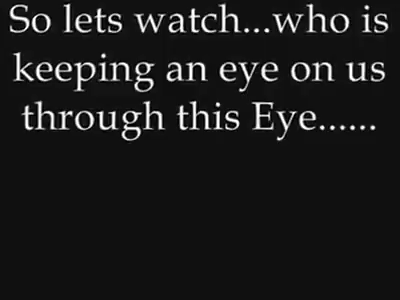 So lets watch...who is
keeping an eye on us
through this Eye......